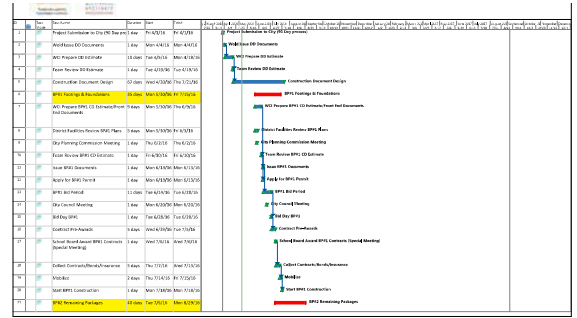 ID
Task Name Duration Start Finish
1 Project Submission to City (90 Day pro 1 day Fri 4/1/16 Fri 4/1/16
2 Weld Issue DD Documents 1 day Mon 4/4/16 Mon 4/4/16
3 WCI Prepare DD Estimate 10 days Tue 4/5/16 Mon 4/18/16
4 Team Review DD Estimate 1 day Tue 4/19/16 Tue 4/19/16
5 Construction Document Design 67 days Wed 4/20/16 Thu 7/21/16
6 BP#1 Footings & Foundations 35 days Mon 5/30/16 Fri 7/15/16
7 WCI Prepare BP#1 CD Estimate/Front End Documents 9 days Mon 5/30/16 Thu 6/9/16
8 District Facilities Review BP#1 Plans 5 days Mon 5/30/16 Fri 6/3/16
9 City Planning Commission Meeting 1 day Thu 6/2/16 Thu 6/2/16
10 Team Review BP#1 CD Estimate 1 day Fri 6/10/16 Fri 6/10/16
11 Issue BP#1 Documents 1 day Mon 6/13/16 Mon 6/13/16
12 Apply for BP#1 Permit 1 day Mon 6/13/16 Mon 6/13/16
13 BP#1 Bid Period 11 days Tue 6/14/16 Tue 6/28/16
14 City Council Meeting 1 day Mon 6/20/16 Mon 6/20/16
15 Bid Day BP#1 1 day Tue 6/28/16 Tue 6/28/16
16 Contract Pre-Awards 5 days Wed 6/29/16 Tue 7/5/16
17 School Board Award BP#1 Contracts (Special Meeting) 1 day Wed 7/6/16 Wed 7/6/16
18 Collect Contracts/Bonds/Insurance 5 days Thu 7/7/16 Wed 7/13/16
19 Mobilize 2 days Thu 7/14/16 Fri 7/15/16
20 Start BP#1 Construction 1 day Mon 7/18/16 Mon 7/18/16
21 BP#2 Remaining Packages 40 days Tue 7/5/16 Mon 8/29/16
Project Submission to City (90 Day process)
Weld Issue DD Documents
WCI Prepare DD Estimate
Team Review DD Estimate
Construction Document Design
BP#1 Footings & Foundations
WCI Prepare BP#1 CD Estimate/Front End Documents
District Facilities Review BP#1 Plans
City Planning Commission Meeting
Team Review BP#1 CD Estimate
Issue BP#1 Documents
Apply for BP#1 Permit
BP#1 Bid Period
City Council Meeting
Bid Day BP#1
Contract Pre-Awards
School Board Award BP#1 Contracts (Special Meeting)
Collect Contracts/Bonds/Insurance
Mobilize
Start BP#1 Construction
BP#2 Remaining Packages